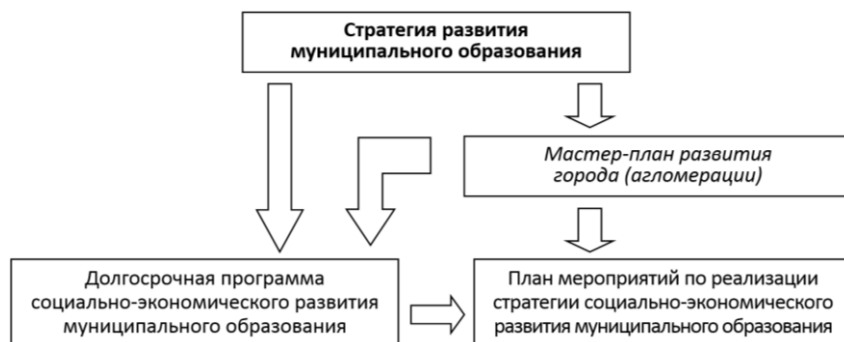 Стратегия развития
муниципального образования
Мастер-план развития
города (агломерации)
Долгосрочная программа
социально-экономического развития
муниципального образования
План мероприятий по реализации
стратегии социально-экономического
развития муниципального образования